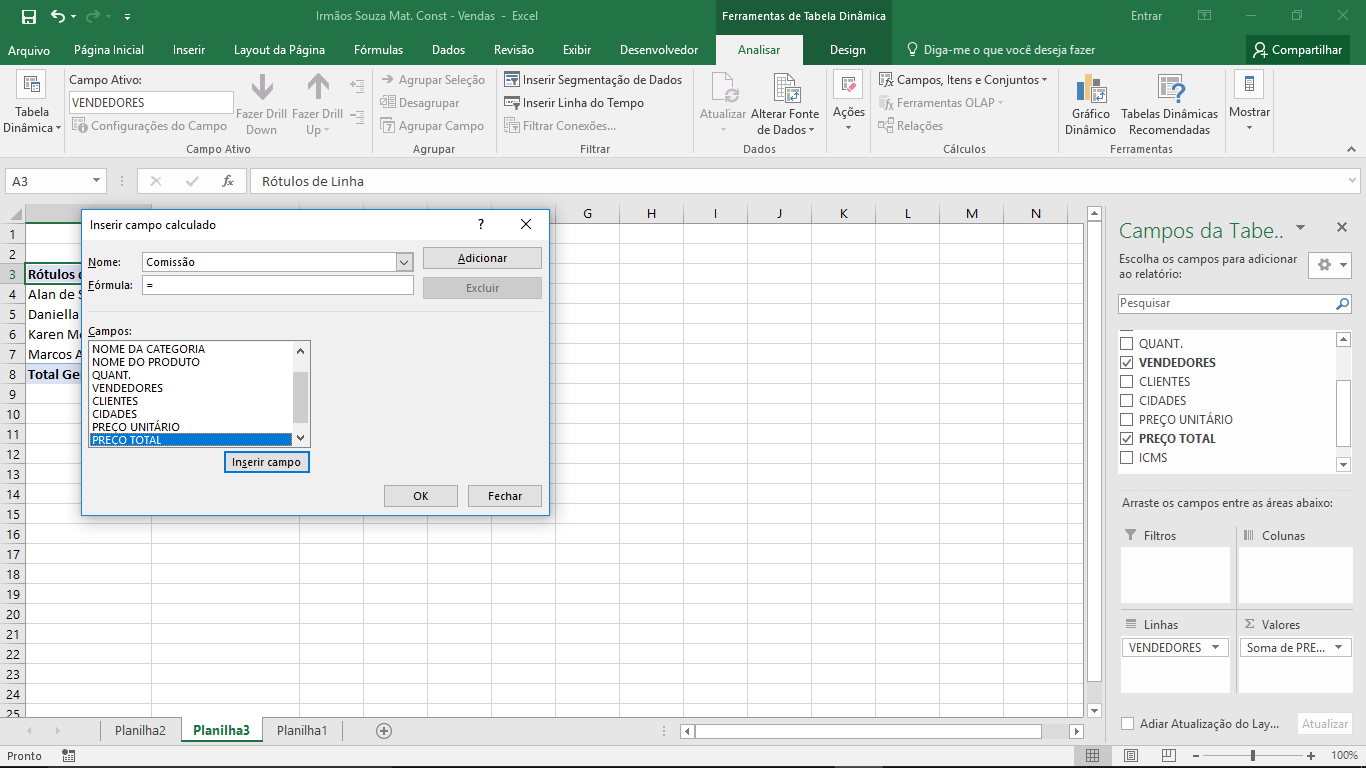 Irmãos Souza Mat. Const - Vendas - Excel
Ferramentas de Tabela Dinâmica
Entrar
Arquivo
Página Inicial
Inserir
Layout da Página
Fórmulas
Dados
Revisão
Exibir
Desenvolvedor
Analisar
Design
Diga-me o que você deseja fazer
Compartilhar
Tabela
Dinâmica
Campo Ativo:
VENDEDORES
Configurações do Campo
Fazer Drill
Down
Fazer Drill
Up
Campo Ativo
Agrupar Seleção
Desagrupar
Agrupar Campo
Agrupar
Inserir Segmentação de Dados
Inserir Linha do Tempo
Filtrar Conexões...
Filtrar
Atualizar
Alterar Fonte
de Dados
Dados
Ações
Campos, Itens e Conjuntos
Ferramentas OLAP
Relações
Cálculos
Gráfico
Dinâmico
Tabelas Dinâmicas
Recomendadas
Ferramentas
Mostrar
A3
fx
Rótulos de Linha
G H I J K L M N
1
2
3 Rótulos
4 Alan de
5 Daniella
6 Karen
7 Marcos A
8 Total
9
10
11
12
13
14
15
16
17
18
19
20
21
22
23
24
25
Inserir campo calculado
?
Nome:
Comissão
Adicionar
Fórmula:
=
Excluir
Campos:
NOME DA CATEGORIA
NOME DO PRODUTO
QUANT.
VENDEDORES
CLIENTES
CIDADES
PREÇO UNITÁRIO
PREÇO TOTAL
Inserir campo
OK
Fechar
Campos da Tabe..
Escolha os campos para adicionar
ao relatório:
Pesquisar
QUANT.
VENDEDORES
CLIENTES
CIDADES
PREÇO UNITÁRIO
PREÇO TOTAL
ICMS
Arraste os campos entre as áreas abaixo:
Filtros
Colunas
Linhas
Σ Valores
VENDEDORES
Soma de PRE...
Adiar Atualização do Lay...
Atualizar
Planilha2
Planilha3
Planilha1
Pronto
100%